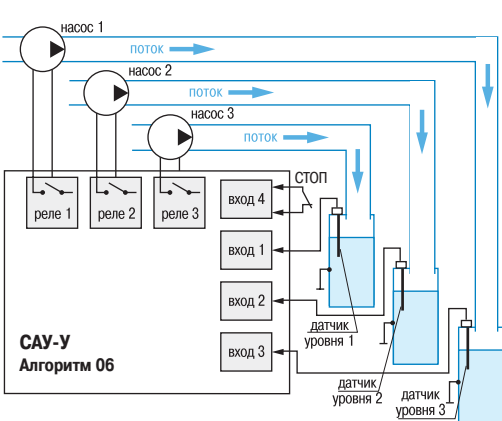 насос 1
поток
насос 2
поток
насос 3
поток
СТОП
реле 1
реле 2
реле 3
вход 4
вход 1
вход 2
вход 3
САУ-У
Алгоритм 06
датчик
уровня 1
датчик
уровня 2
датчик
уровня 3